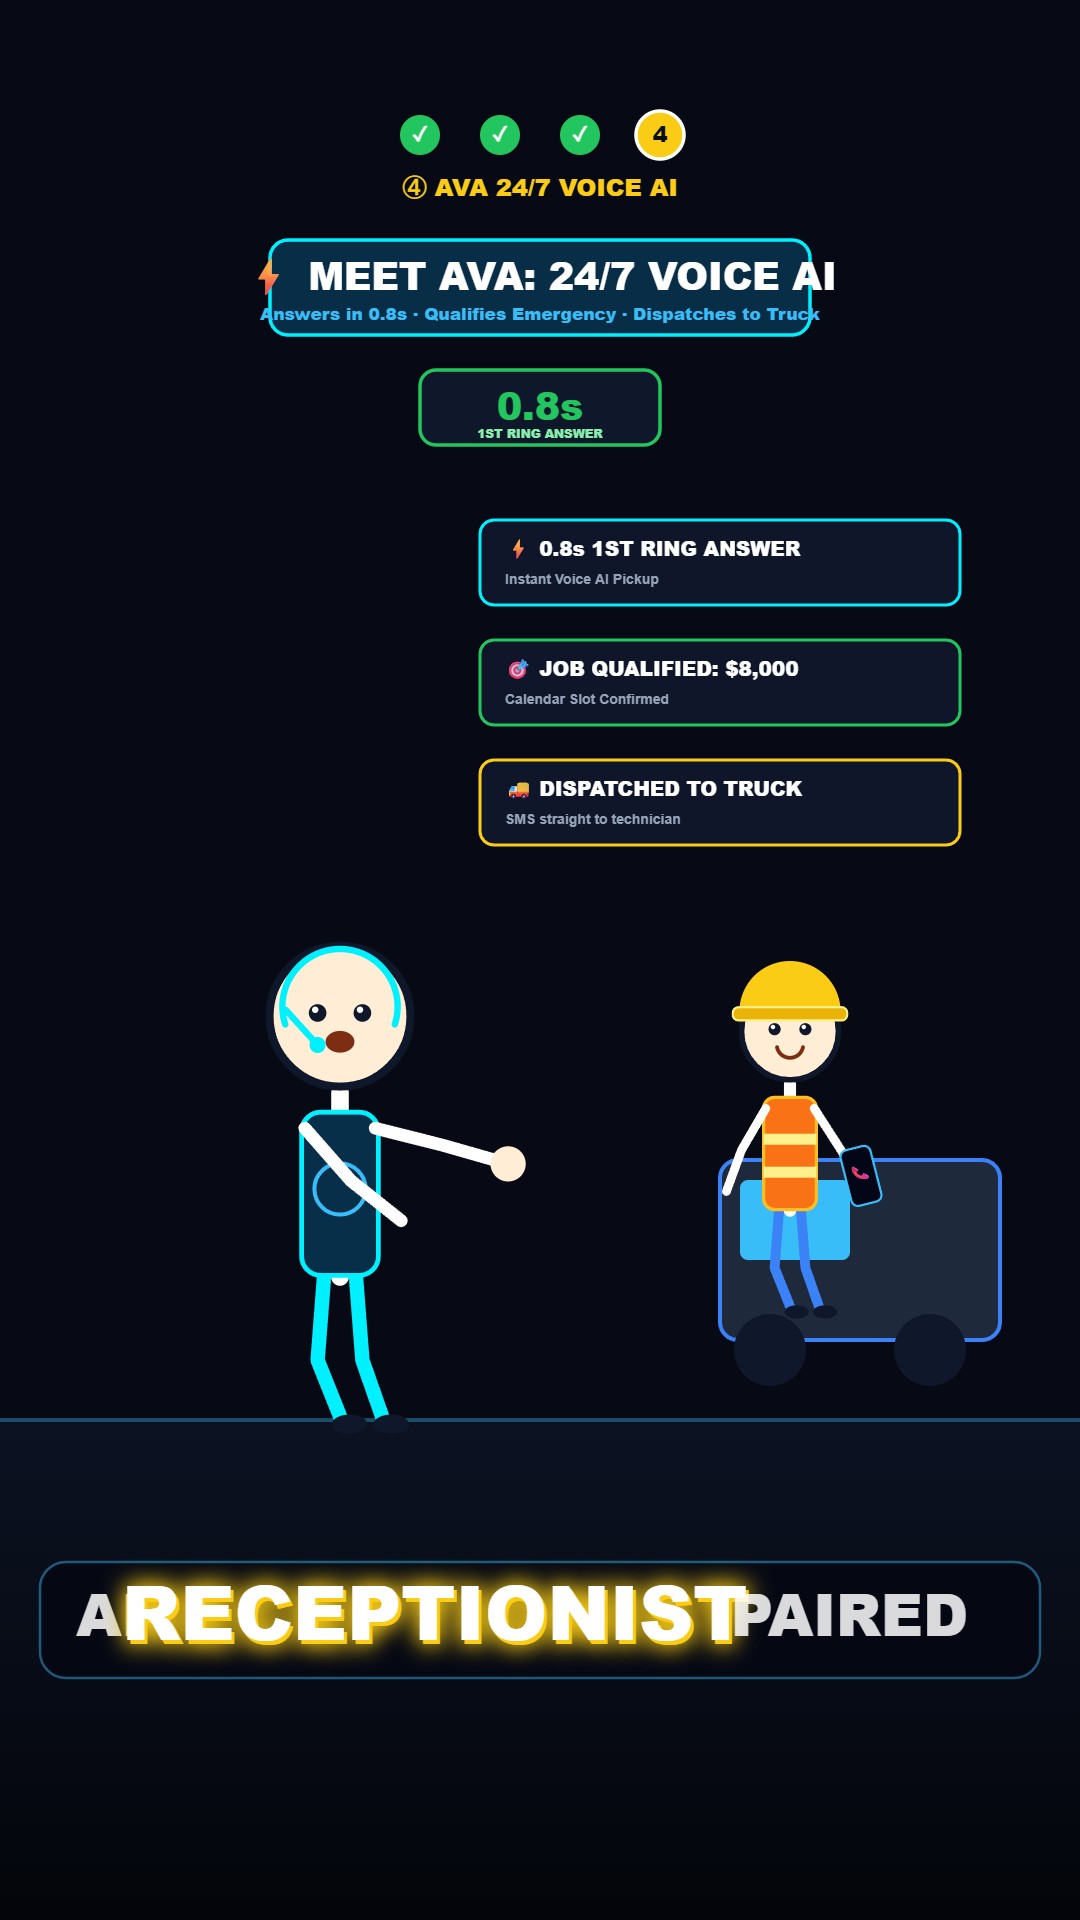 ✓ ✓ ✓ 4
④ AVA 24/7 VOICE AI
⚡ MEET AVA: 24/7 VOICE AI
Answers in 0.8s · Qualifies Emergency · Dispatches to Truck
0.8s
1ST RING ANSWER
⚡ 0.8s 1ST RING ANSWER
Instant Voice AI Pickup
🎯 JOB QUALIFIED: $8,000
Calendar Slot Confirmed
🚚 DISPATCHED TO TRUCK
SMS straight to technician
RECEPTIONIST